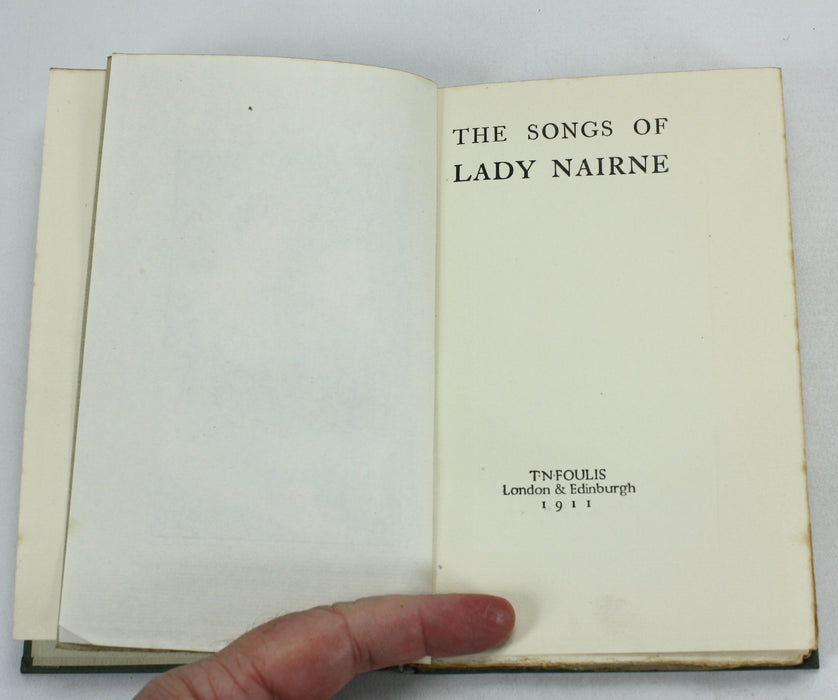 THE SONGS OF
LADY NAIRNE
T·N·FOULIS
London & Edinburgh
1911